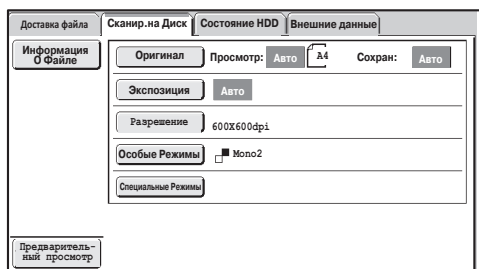 Доставка файла Сканир.на Диск Состояние HDD Внешние данные
Информация
О Файле
Оригинал Просмотр: Авто A4 Сохран: Авто
Экспозиция Авто
Разрешение 600X600dpi
Особые Режимы Mono2
Специальные Режимы
Предваритель-
ный просмотр